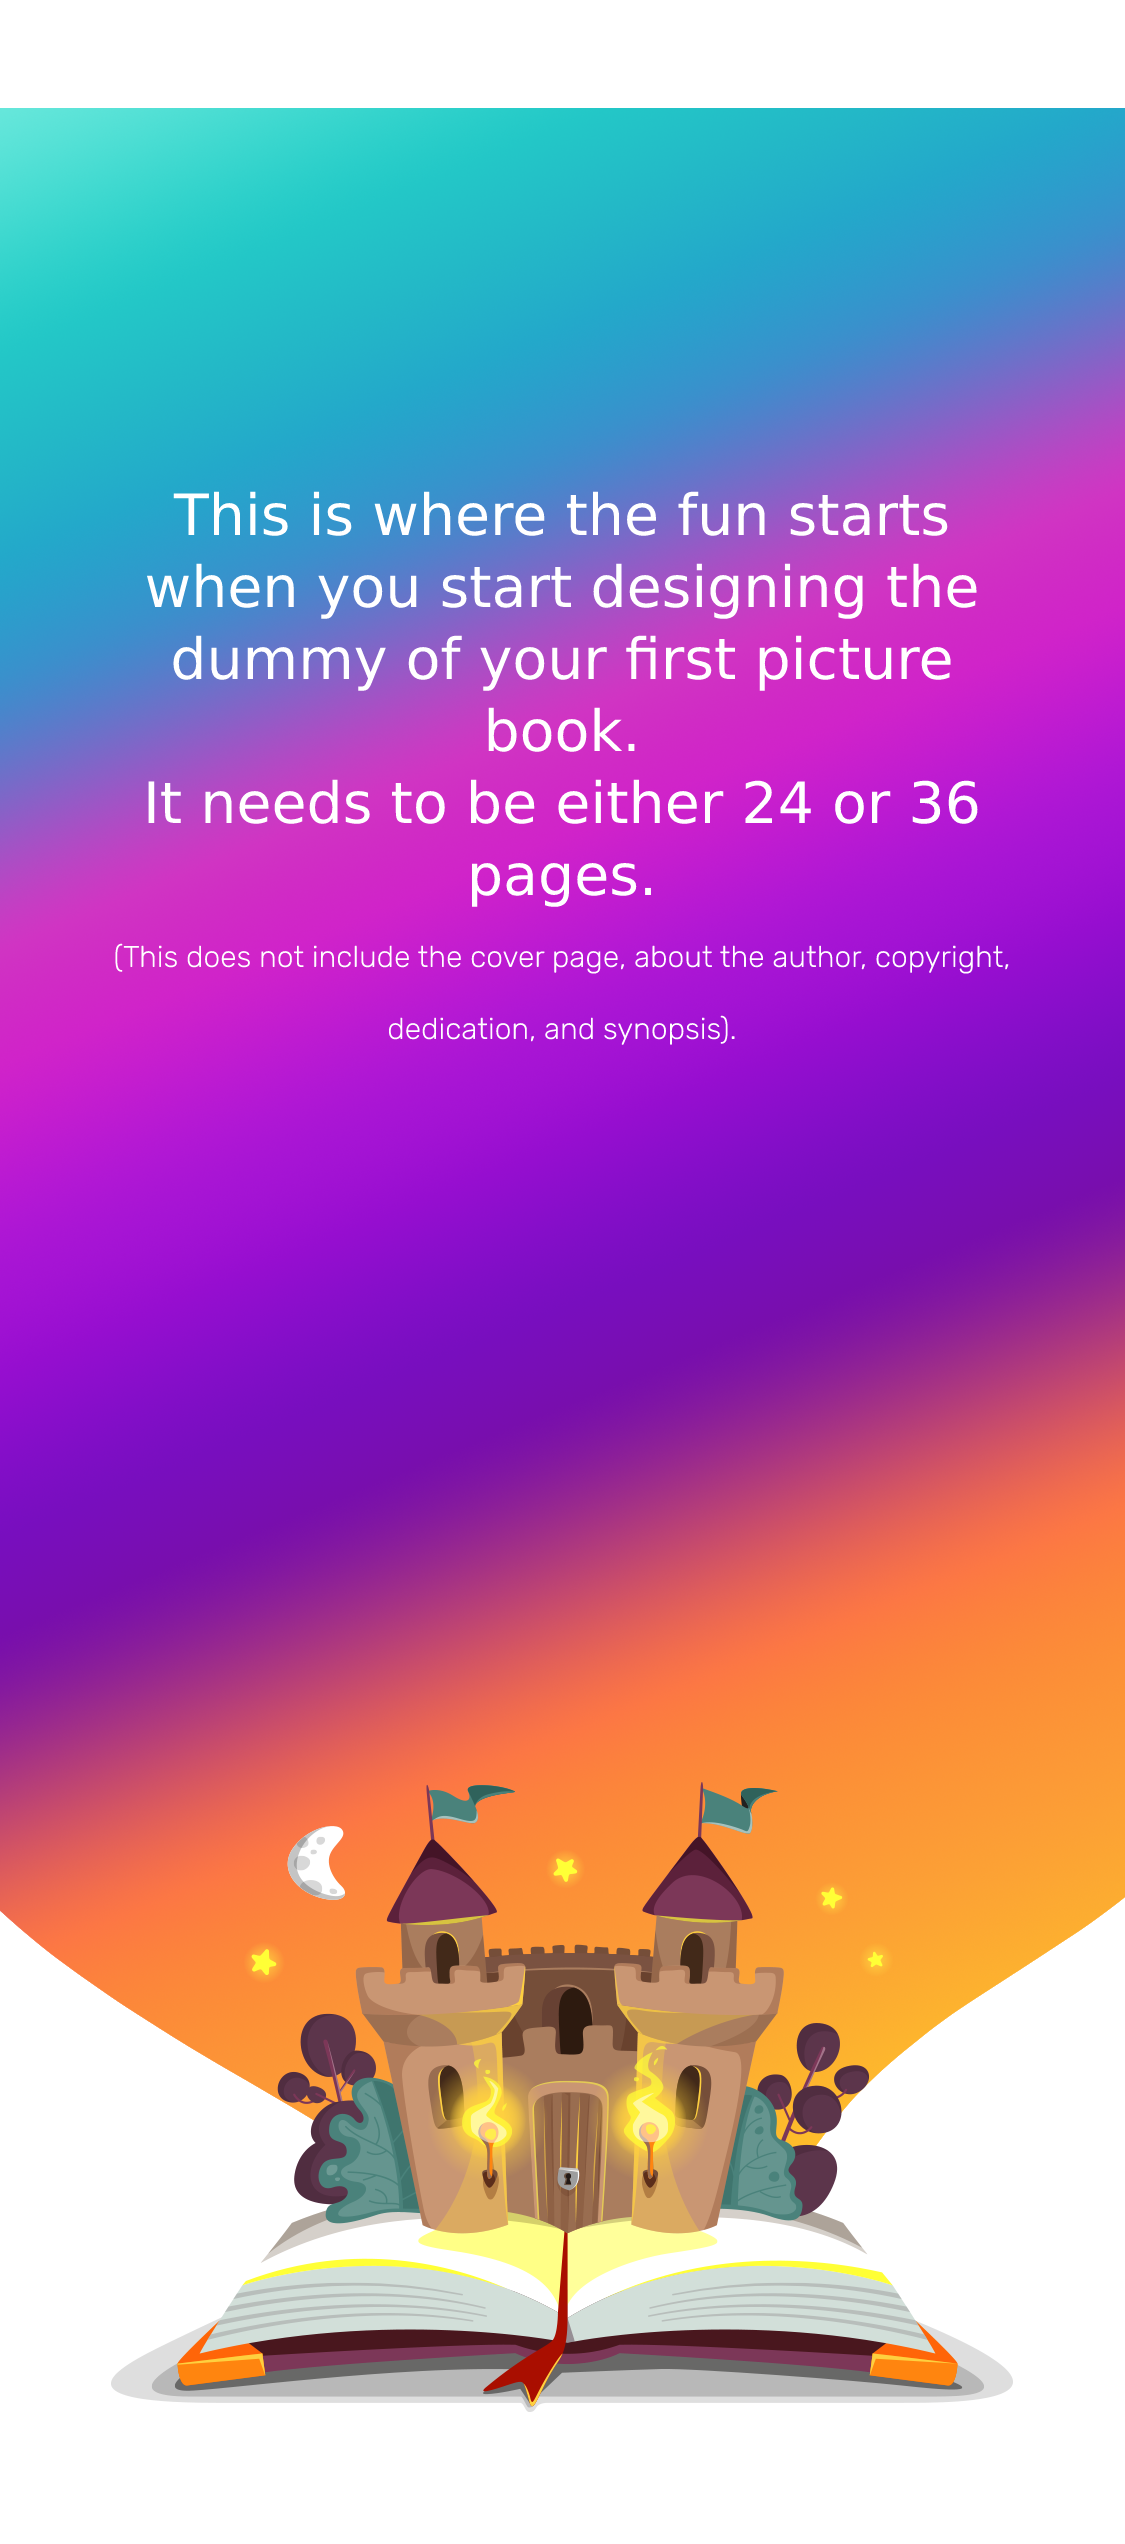 This is where the fun starts
when you start designing the
dummy of your first picture
book.
It needs to be either 24 or 36
pages.
(This does not include the cover page, about the author, copyright,
dedication, and synopsis).